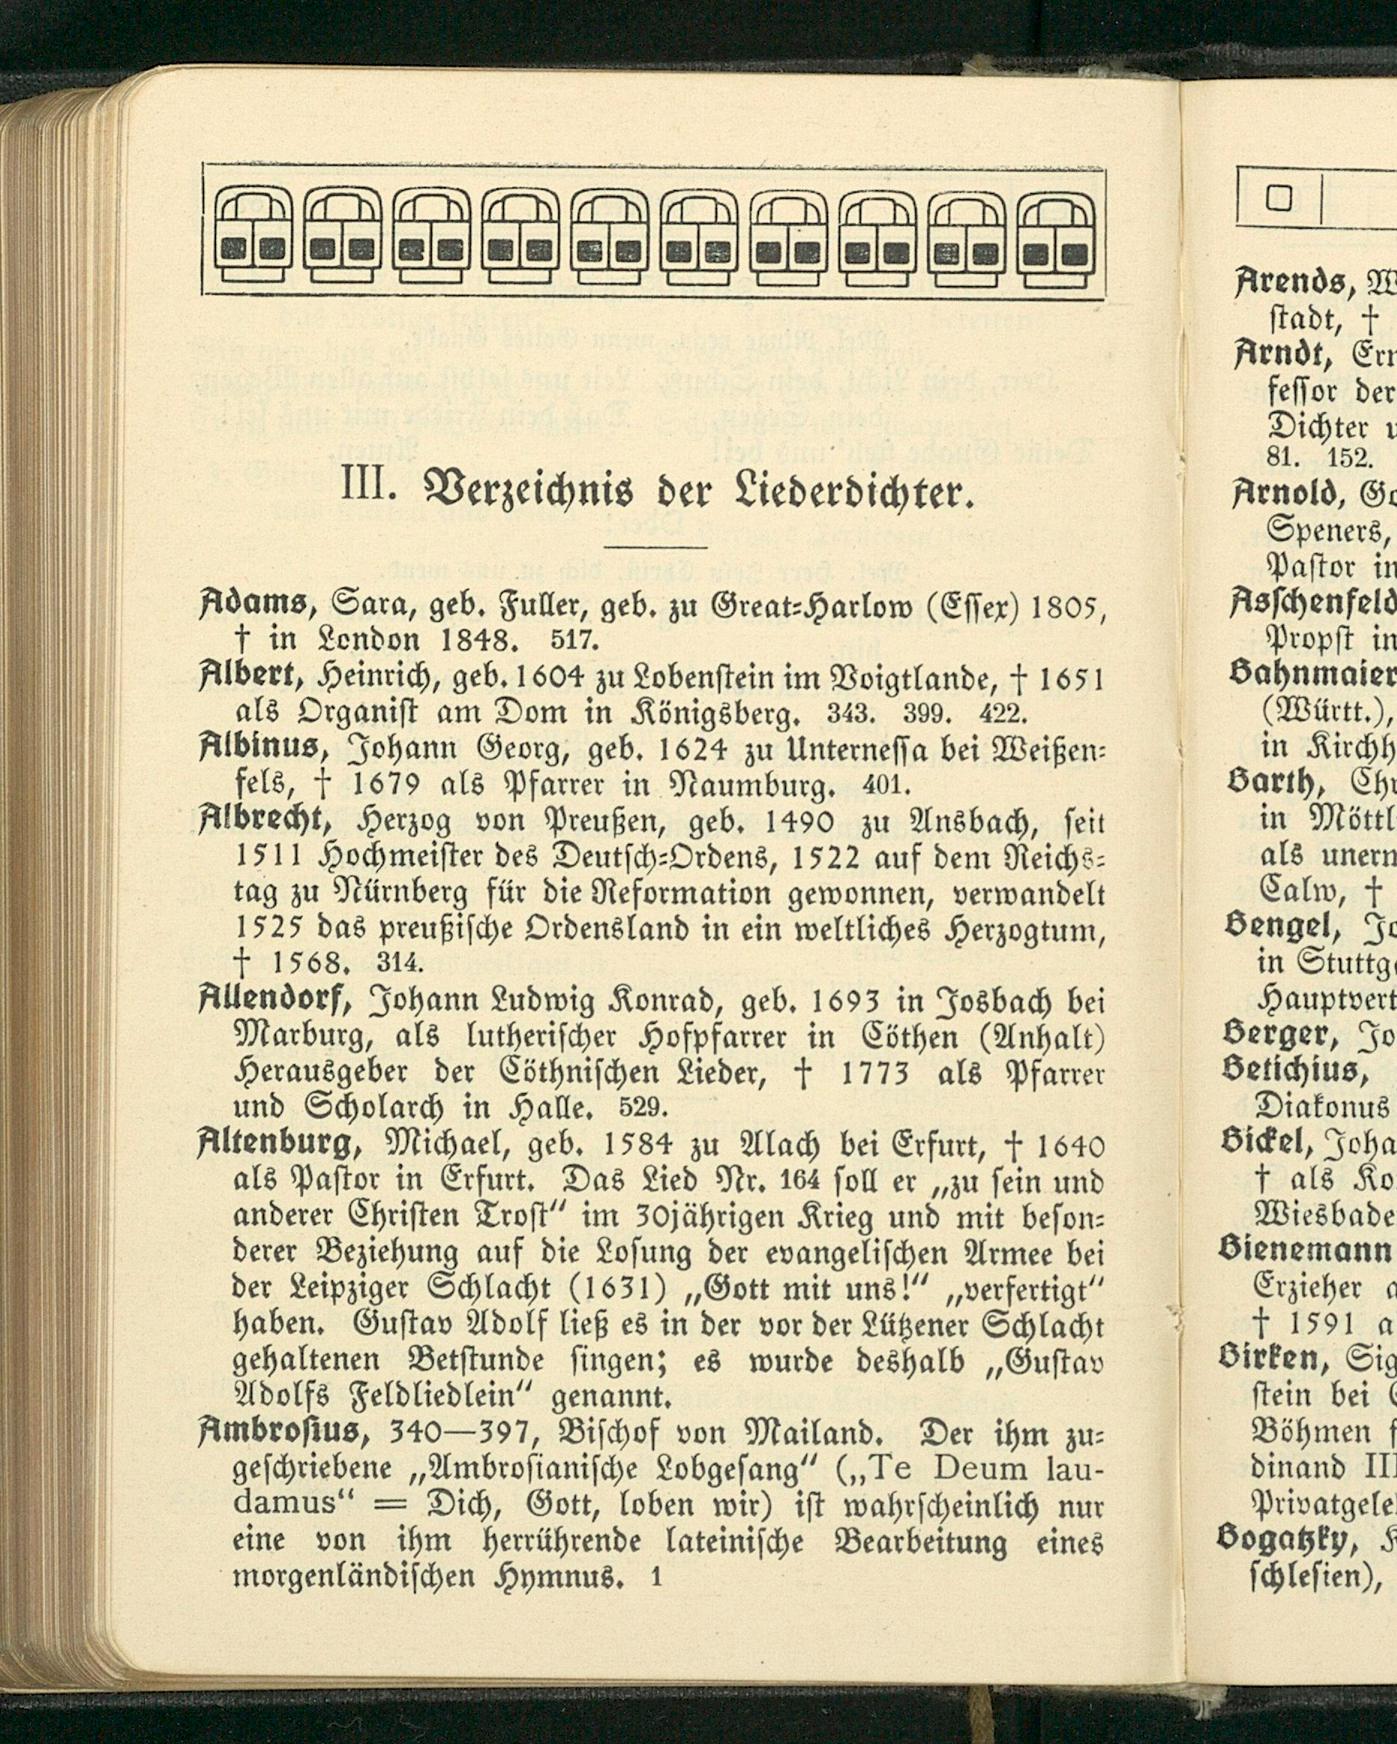 III. Verzeichnis der Liederdichter.
Adams, Sara, geb. Fuller, geb. zu Great-Harlow (Essex) 1805,
† in London 1848. 517.
Albert, Heinrich, geb. 1604 zu Lobenstein im Voigtlande, † 1651
als Organist am Dom in Königsberg. 343. 399. 422.
Albinus, Johann Georg, geb. 1624 zu Unternessa bei Weißen-
fels, † 1679 als Pfarrer in Naumburg. 401.
Albrecht, Herzog von Preußen, geb. 1490 zu Ansbach, seit
1511 Hochmeister des Deutsch-Ordens, 1522 auf dem Reichs-
tag zu Nürnberg für die Reformation gewonnen, verwandelt
1525 das preußische Ordensland in ein weltliches Herzogtum,
† 1568. 314.
Allendorf, Johann Ludwig Konrad, geb. 1693 in Josbach bei
Marburg, als lutherischer Hofpfarrer in Cöthen (Anhalt)
Herausgeber der Cöthnischen Lieder, † 1773 als Pfarrer
und Scholarch in Halle. 529.
Altenburg, Michael, geb. 1584 zu Alach bei Erfurt, † 1640
als Pastor in Erfurt. Das Lied Nr. 164 soll er „zu sein und
anderer Christen Trost“ im 30jährigen Krieg und mit beson-
derer Beziehung auf die Losung der evangelischen Armee bei
der Leipziger Schlacht (1631) „Gott mit uns!“ „verfertigt“
haben. Gustav Adolf ließ es in der vor der Lützener Schlacht
gehaltenen Betstunde singen; es wurde deshalb „Gustav
Adolfs Feldliedlein“ genannt.
Ambrosius, 340—397, Bischof von Mailand. Der ihm zu-
geschriebene „Ambrosianische Lobgesang“ („Te Deum lau-
damus“ = Dich, Gott, loben wir) ist wahrscheinlich nur
eine von ihm herrührende lateinische Bearbeitung eines
morgenländischen Hymnus. 1
Arends,
stadt, †
Arndt,
fessor der
Dichter
81. 152.
Arnold,
Speners,
Pastor in
Asschenfeld
Propst in
Bahnmaier
(Württ.),
in Kirchh
Barth,
in Möttl
als unerm
Calw, †
Bengel,
in Stuttg
Hauptvert
Berger,
Betichius,
Diakonus
Bickel, Joha
† als
Wiesbade
Bienemann
Erzieher
† 1591
Birken, Sig
stein bei
Böhmen
dinand III
Privatgele
Bogatzky,
schlesien),